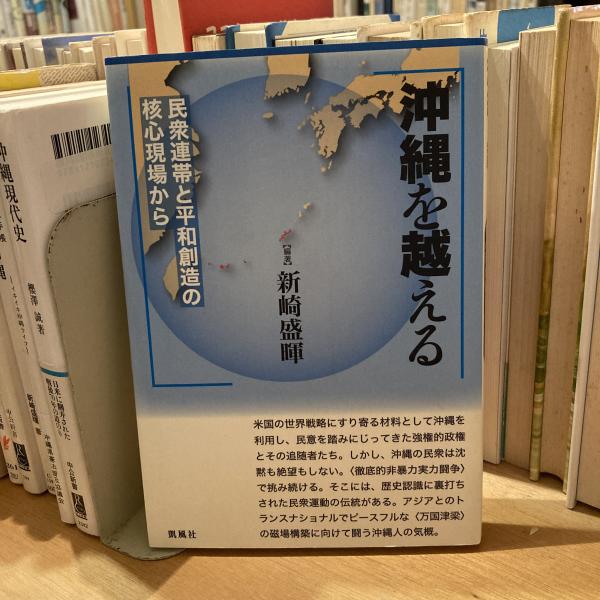 沖縄を越える
民衆連帯と平和創造の
核心現場から
【編著】
新崎盛暉
米国の世界戦略にすり寄る材料として沖縄を
利用し、民意を踏みにじってきた強権的政権
とその追随者たち。しかし、沖縄の民衆は沈
黙も絶望もしない。〈徹底的非暴力実力闘争〉
で挑み続ける。そこには、歴史認識に裏打ち
された民衆運動の伝統がある。アジアとのト
ランスナショナルでピースフルな〈万国津梁〉
の磁場構築に向けて闘う沖縄人の気概。
凱風社
沖縄現代史
櫻澤 誠著
中公新書